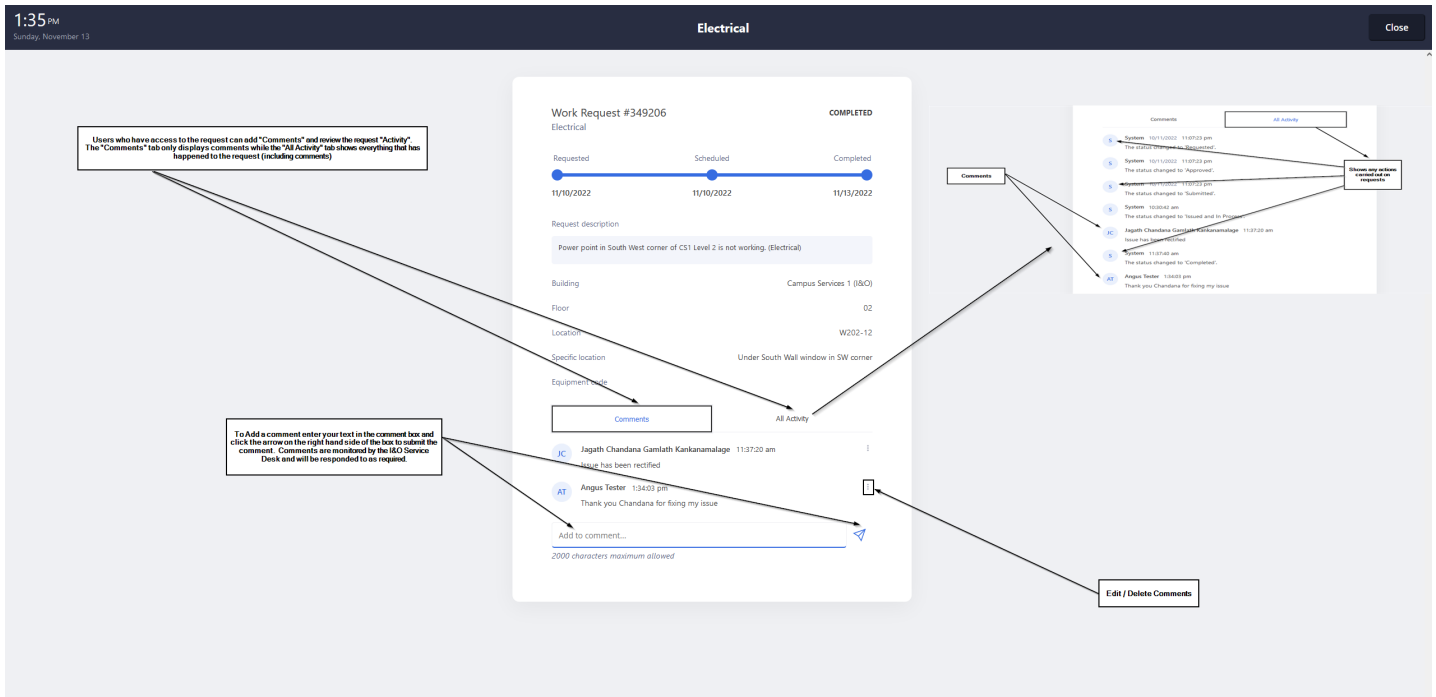 1:35 PM
Sunday, November 13
Electrical
Close
Users who have access to the request can add "Comments" and review the request "Activity".
The "Comments" tab only displays comments while the "All Activity" tab shows everything that has
happened to the request (including comments)
To Add a comment enter your text in the comment box and
click the arrow on the right hand side of the box to submit the
comment. Comments are monitored by the I&O Service
Desk and will be responded to as required.
Work Request #349206
COMPLETED
Electrical
Requested
Scheduled
Completed
11/10/2022
11/10/2022
11/13/2022
Request description
Power point in South West corner of CS1 Level 2 is not working. (Electrical)
Building
Campus Services 1 (I&O)
Floor
02
Location
W202-12
Specific location
Under South Wall window in SW corner
Equipment code
Comments
All Activity
JC
Jagath Chandana Gamlath Kankanamalage 11:37:20 am
Issue has been rectified
AT
Angus Tester 1:34:03 pm
Thank you Chandana for fixing my issue
Add to comment...
2000 characters maximum allowed
Comments
Comments
All Activity
S
System 10/11/2022 11:07:23 pm
The status changed to 'Requested'.
S
System 10/11/2022 11:07:23 pm
The status changed to 'Approved'.
S
System 10/11/2022 11:07:23 pm
The status changed to 'Submitted'.
S
System 10:30:42 am
The status changed to 'Issued and In Process'.
JC
Jagath Chandana Gamlath Kankanamalage 11:37:20 am
Issue has been rectified
S
System 11:37:40 am
The status changed to 'Completed'.
AT
Angus Tester 1:34:03 pm
Thank you Chandana for fixing my issue
Shows any actions
carried out on
requests
Edit / Delete Comments